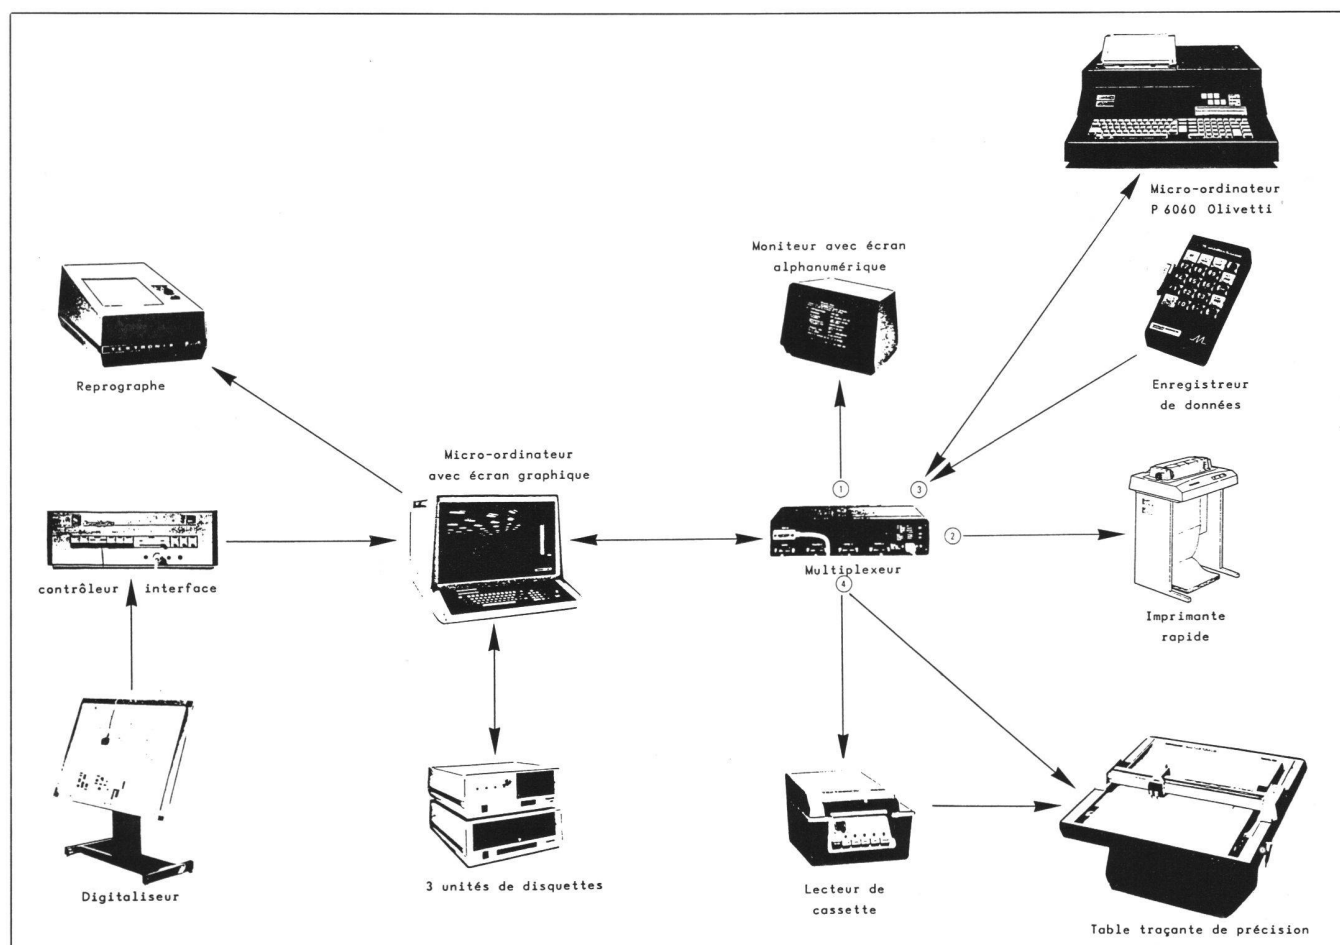 Micro-ordinateur
P 6060 Olivetti
Moniteur avec écran
alphanumérique
Reprographe
Enregistreur
de données
Micro-ordinateur
avec écran graphique
1
3
2
contrôleur interface
Multiplexeur
4
Imprimante
rapide
Digitaliseur
3 unités de disquettes
Lecteur de
cassette
Table traçante de précision